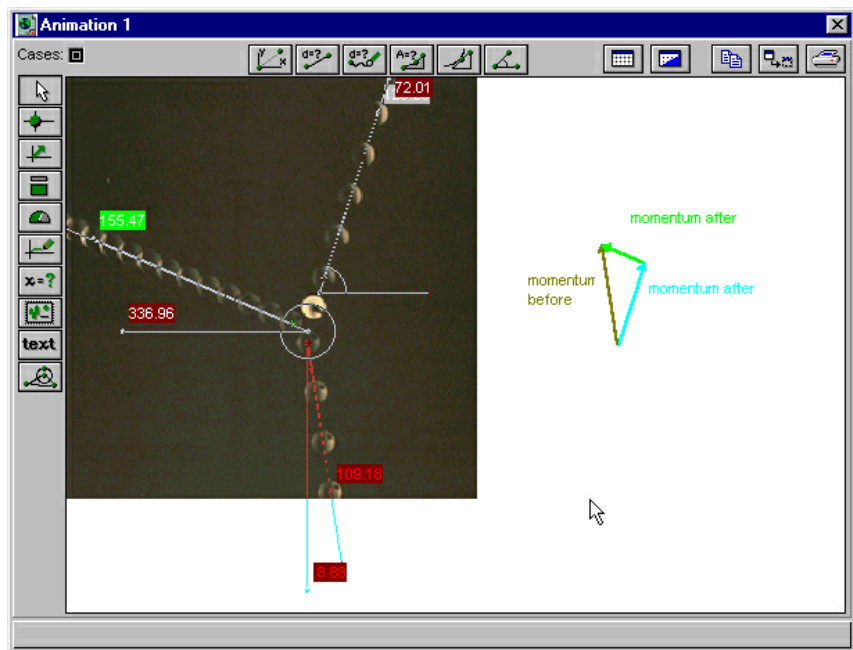 Animation 1
Cases:
y
x
d=?
d=?
A=?
x=?
text
72.01
155.47
336.96
109.18
8.88
momentum after
momentum
before
momentum after